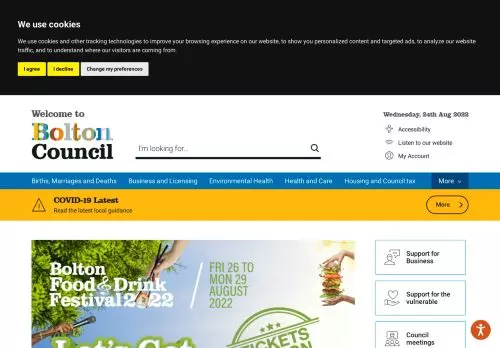 We use cookies
We use cookies and other tracking technologies to improve your browsing experience on our website, to show you personalized content and targeted ads, to analyze our website
traffic, and to understand where our visitors are coming from.
I agree
I decline
Change my preferences
Welcome to
Bolton
Council
I'm looking for...
Wednesday, 24th Aug 2022
Accessibility
Listen to our website
My Account
Births, Marriages and Deaths
Business and Licensing
Environmental Health
Health and Care
Housing and Council tax
More
COVID-19 Latest
Read the latest local guidance
More
Bolton
Food & Drink
Festival 2022
FRI 26 TO
MON 29
AUGUST
2022
Let's Get
TICKETS
Support for
Business
Support for the
vulnerable
Council
meetings